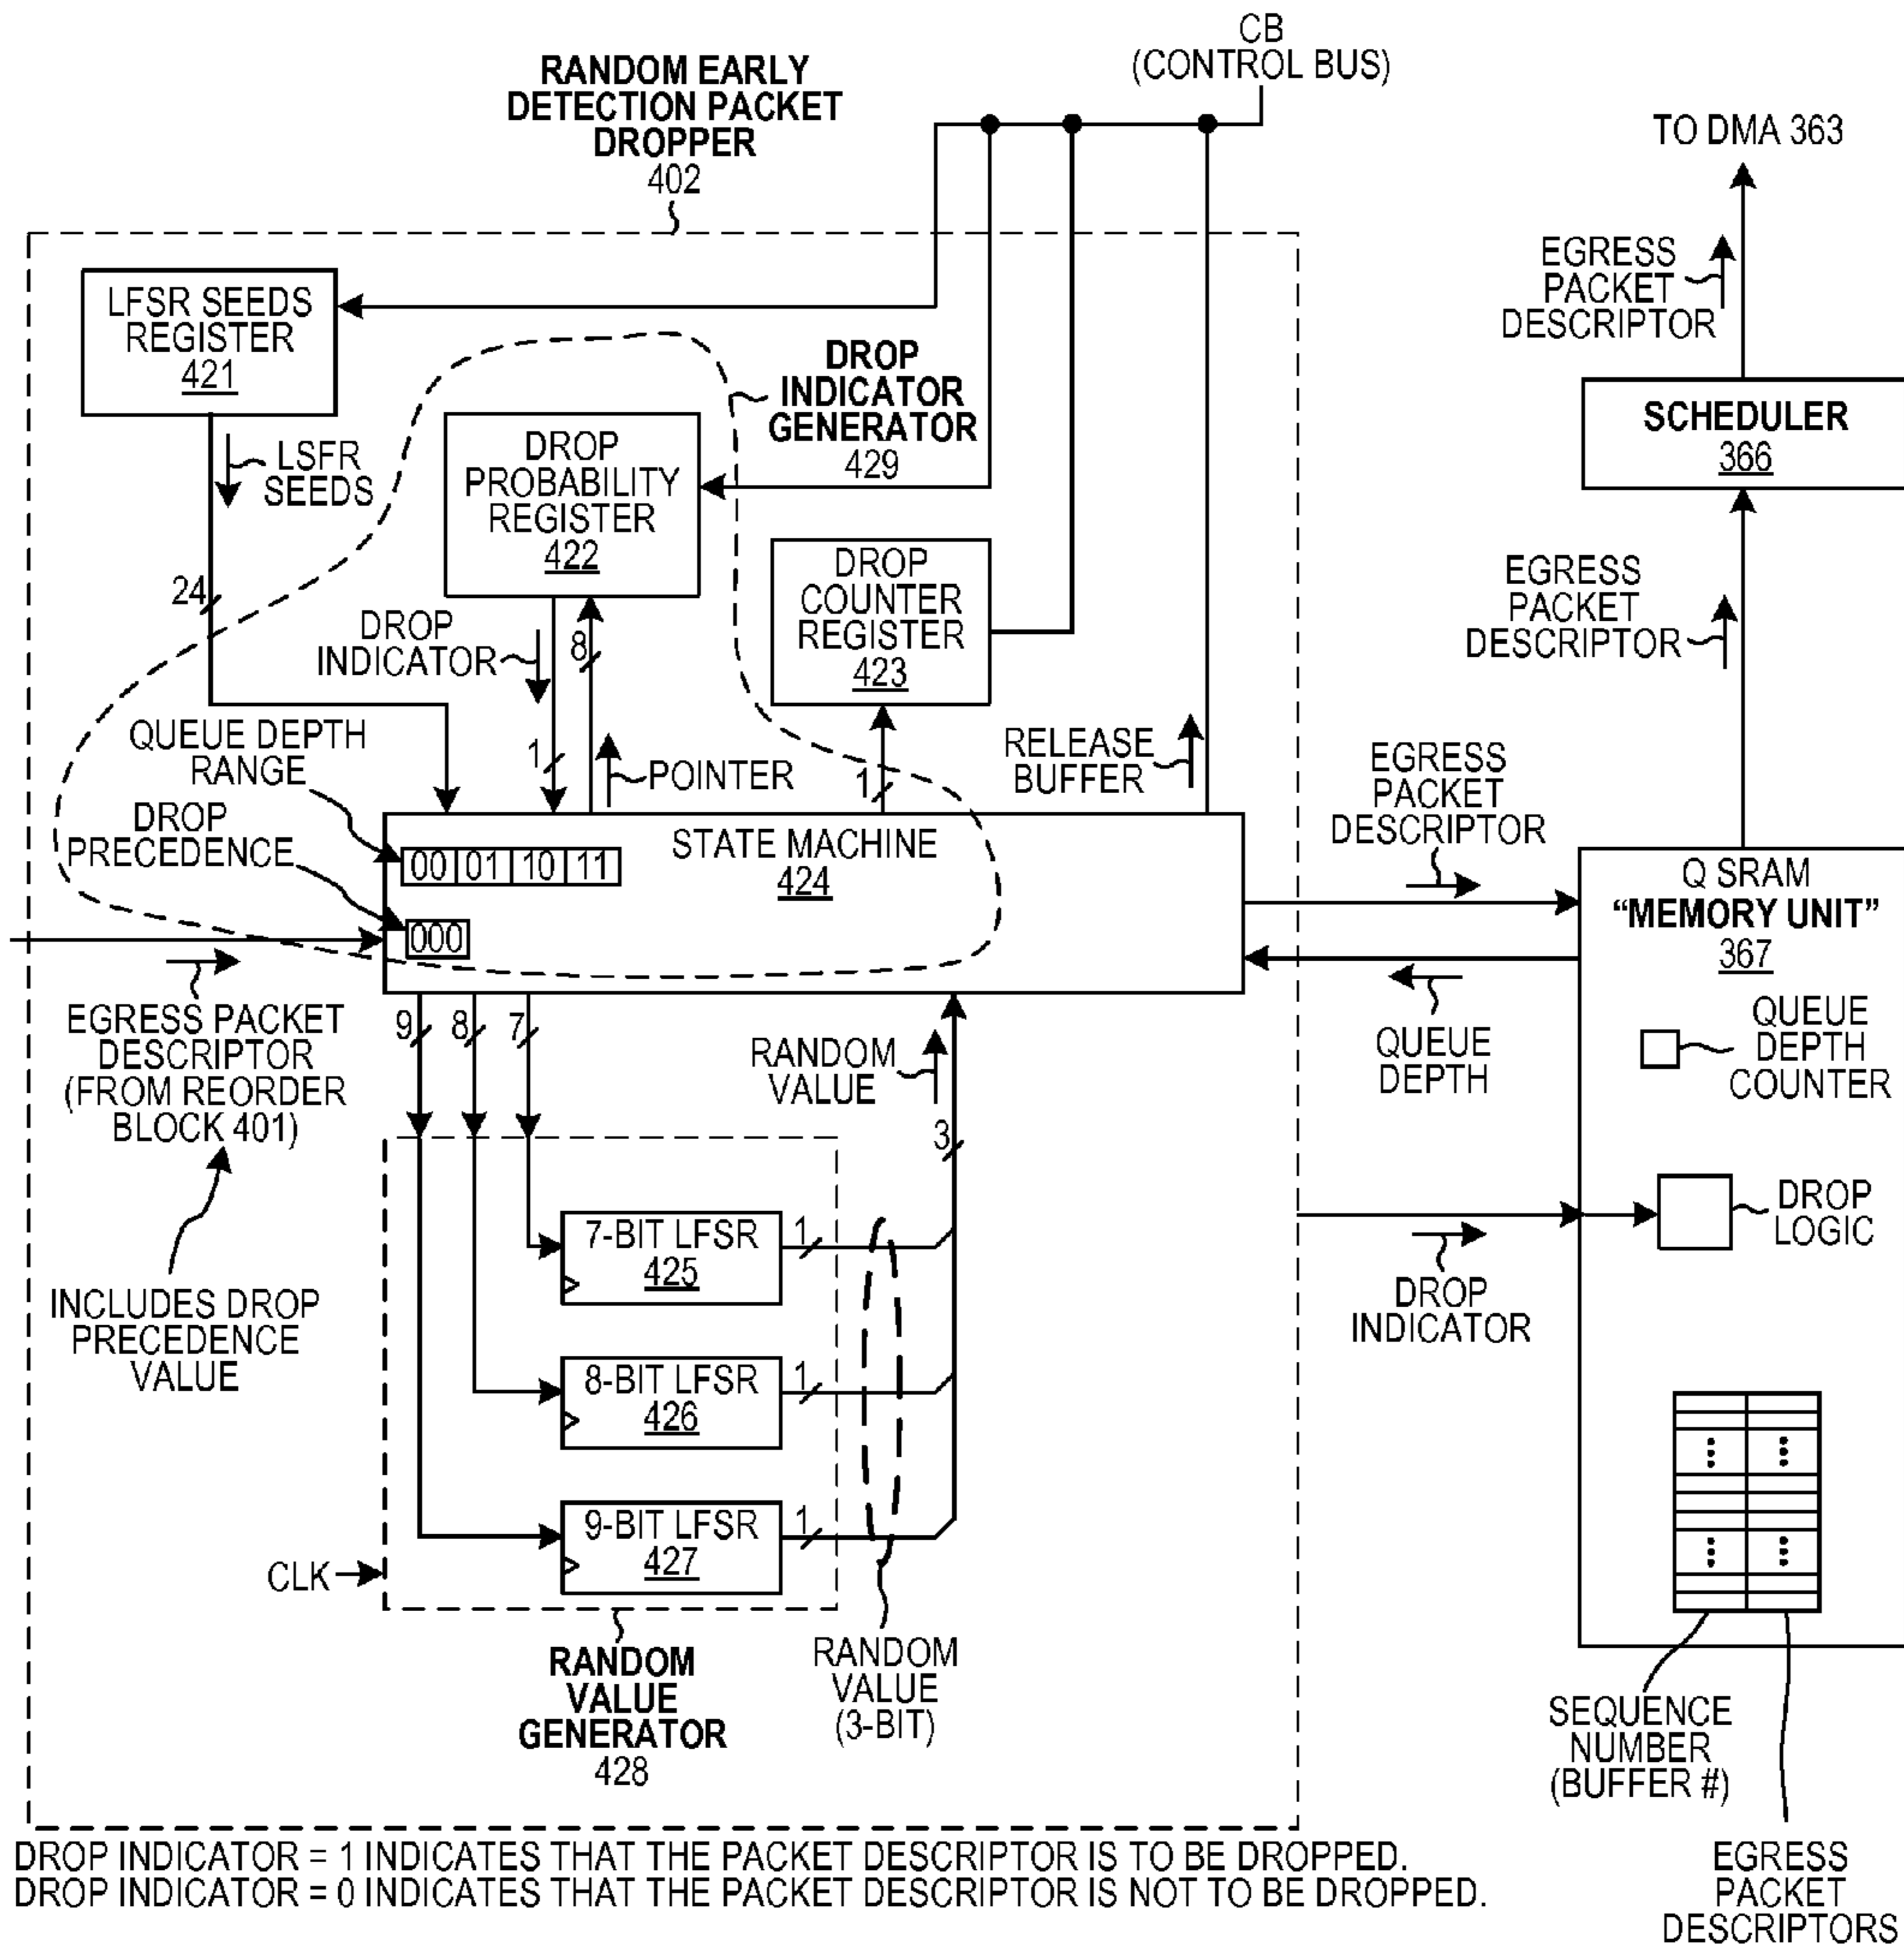 CB
(CONTROL BUS)
RANDOM EARLY
DETECTION PACKET
DROPPER
402
TO DMA 363
EGRESS
PACKET
DESCRIPTOR
LFSR SEEDS
REGISTER
421
DROP
INDICATOR
GENERATOR
429
SCHEDULER
366
LSFR
SEEDS
DROP
PROBABILITY
REGISTER
422
DROP
COUNTER
REGISTER
423
EGRESS
PACKET
DESCRIPTOR
24
DROP
INDICATOR
8
QUEUE DEPTH
RANGE
1
POINTER
1
RELEASE
BUFFER
EGRESS
PACKET
DESCRIPTOR
DROP
PRECEDENCE
00 01 10 11
STATE MACHINE
424
000
Q SRAM
“MEMORY UNIT”
367
EGRESS PACKET
DESCRIPTOR
(FROM REORDER
BLOCK 401)
9 8 7
RANDOM
VALUE
QUEUE
DEPTH
QUEUE
DEPTH
COUNTER
3
INCLUDES DROP
PRECEDENCE
VALUE
7-BIT LFSR
425
1
DROP
INDICATOR
DROP
LOGIC
8-BIT LFSR
426
1
9-BIT LFSR
427
1
CLK
RANDOM
VALUE
GENERATOR
428
RANDOM
VALUE
(3-BIT)
SEQUENCE
NUMBER
(BUFFER #)
EGRESS
PACKET
DESCRIPTORS
DROP INDICATOR = 1 INDICATES THAT THE PACKET DESCRIPTOR IS TO BE DROPPED.
DROP INDICATOR = 0 INDICATES THAT THE PACKET DESCRIPTOR IS NOT TO BE DROPPED.